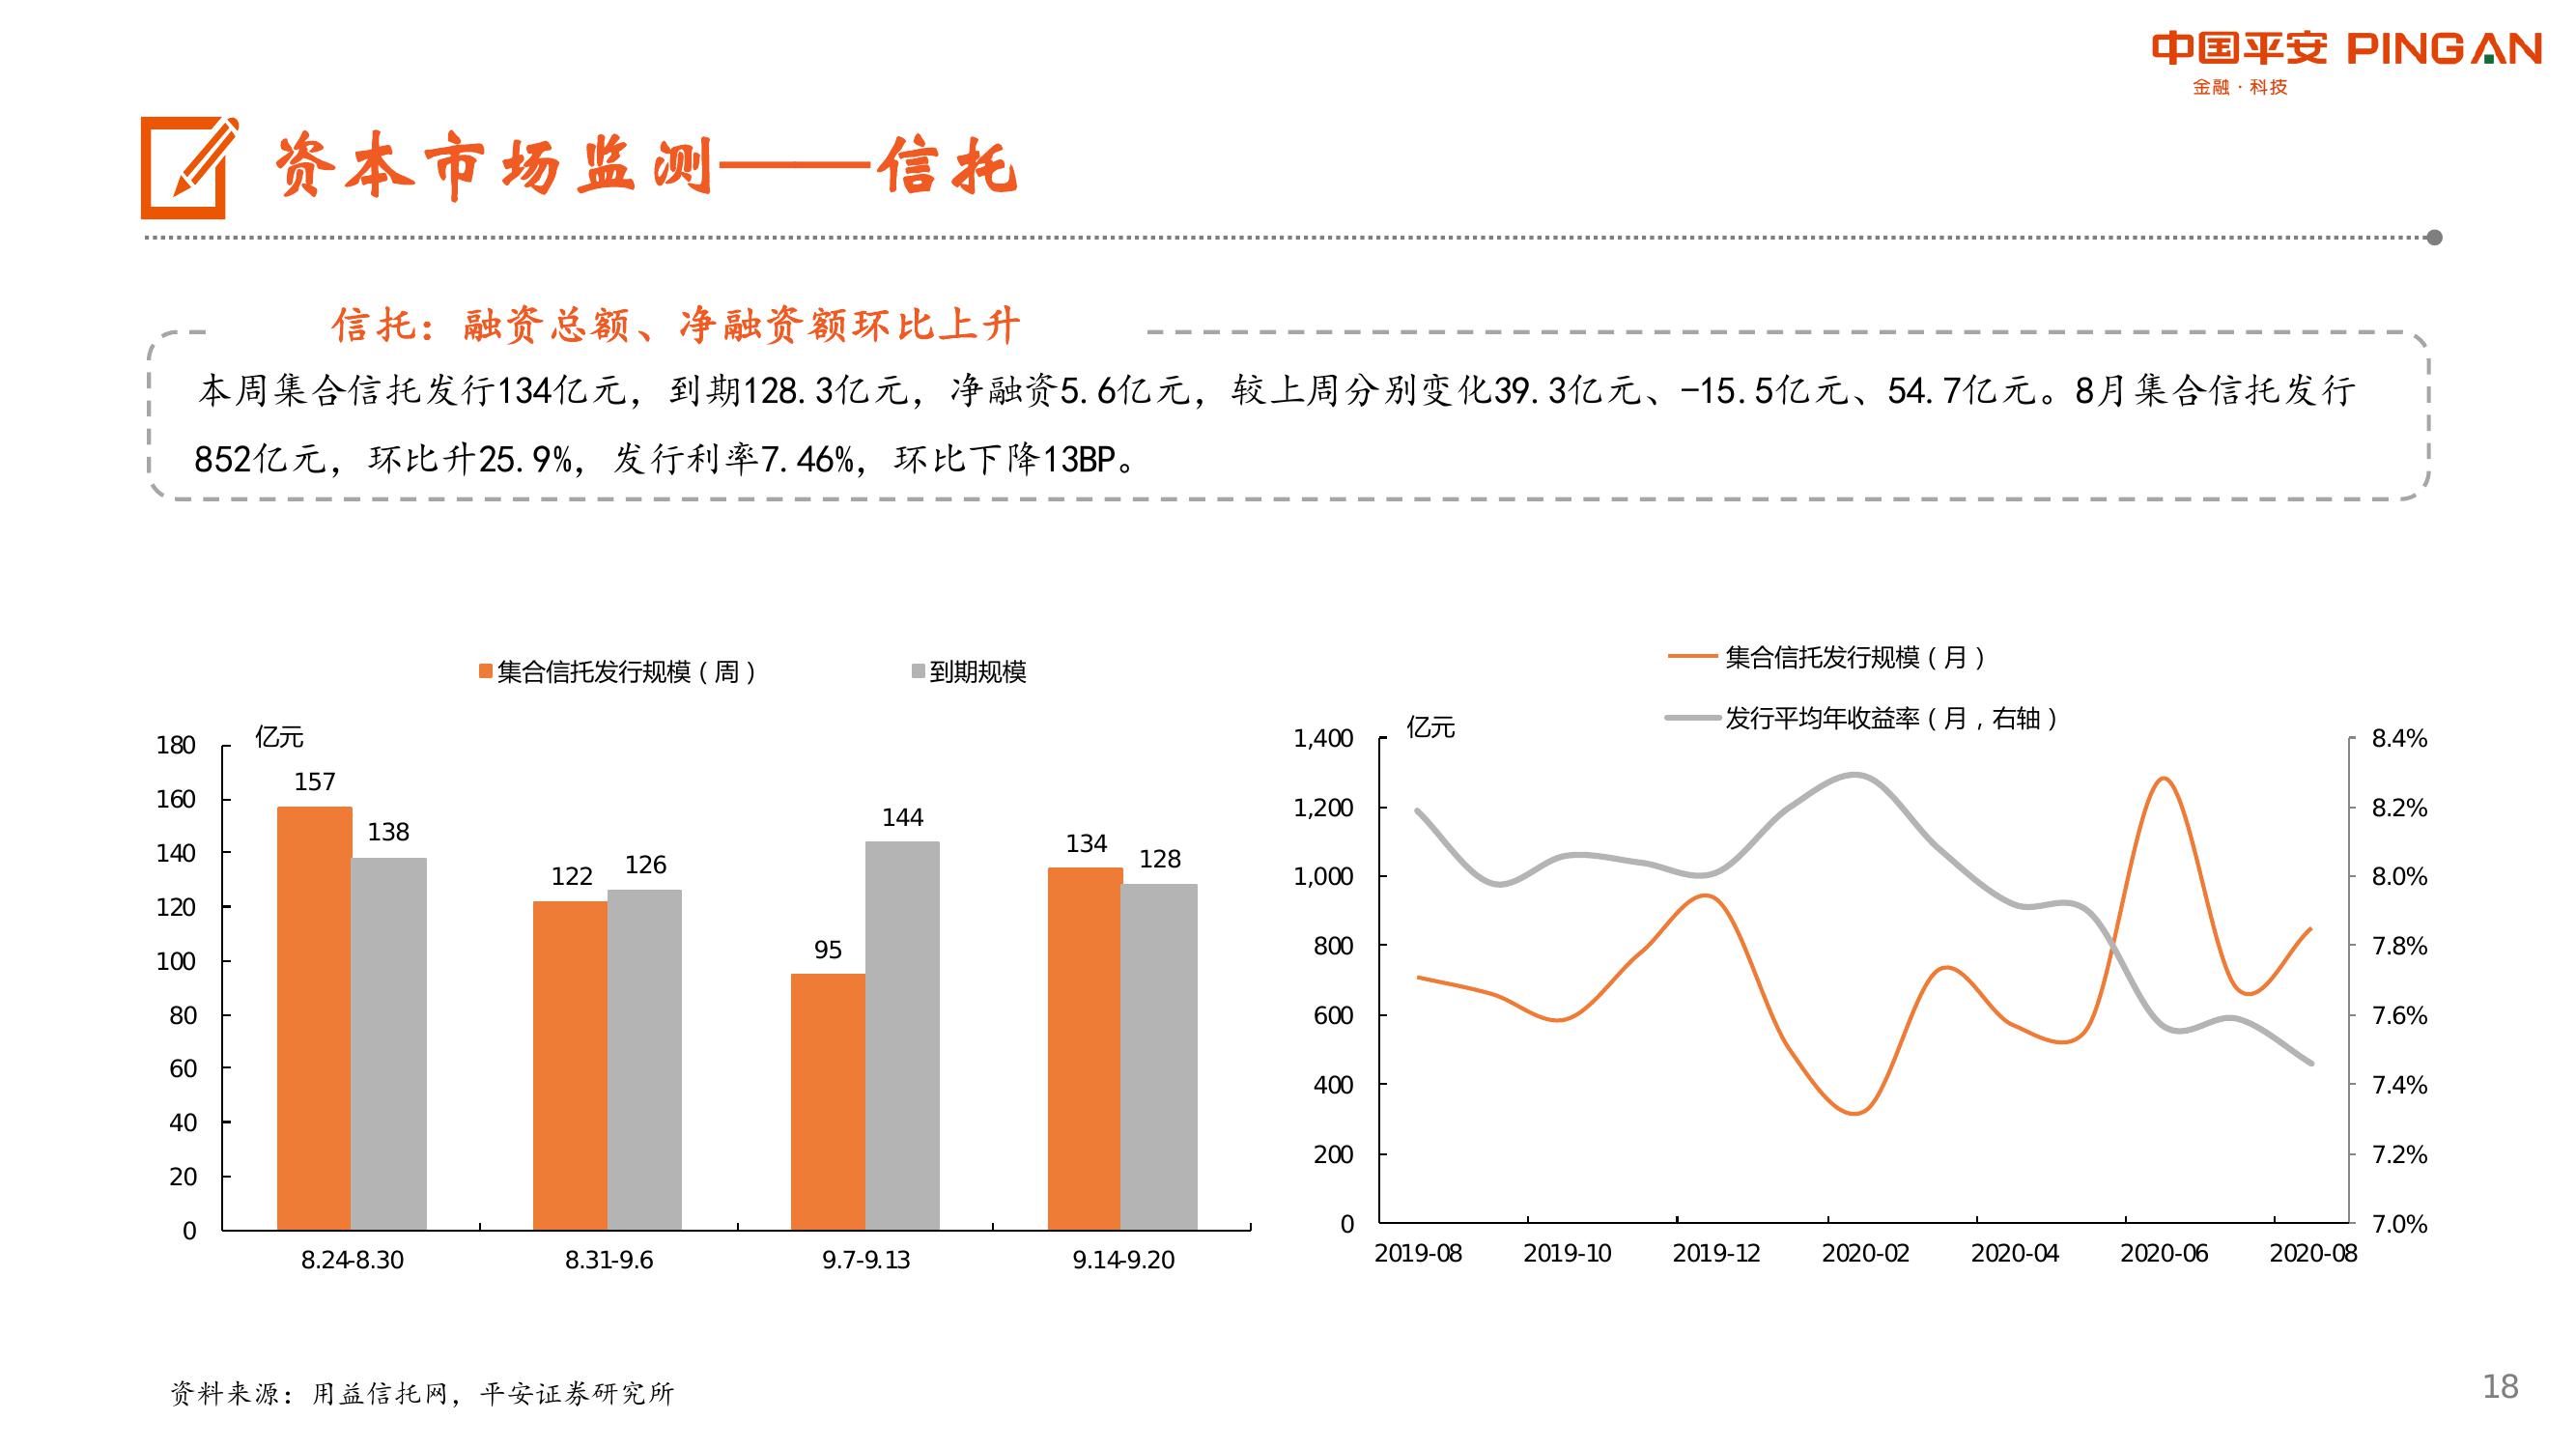 中国平安 PINGAN
金融·科技
资本市场监测——信托
信托：融资总额、净融资额环比上升
本周集合信托发行134亿元，到期128.3亿元，净融资5.6亿元，较上周分别变化39.3亿元、-15.5亿元、54.7亿元。8月集合信托发行
852亿元，环比升25.9%，发行利率7.46%，环比下降13BP。
集合信托发行规模（周） 到期规模
亿元
180
160
140
120
100
80
60
40
20
0
157
138
122
126
95
144
134
128
8.24-8.30 8.31-9.6 9.7-9.13 9.14-9.20
集合信托发行规模（月）
发行平均年收益率（月，右轴）
亿元
1,400
1,200
1,000
800
600
400
200
0
8.4%
8.2%
8.0%
7.8%
7.6%
7.4%
7.2%
7.0%
2019-08 2019-10 2019-12 2020-02 2020-04 2020-06 2020-08
资料来源：用益信托网，平安证券研究所
18